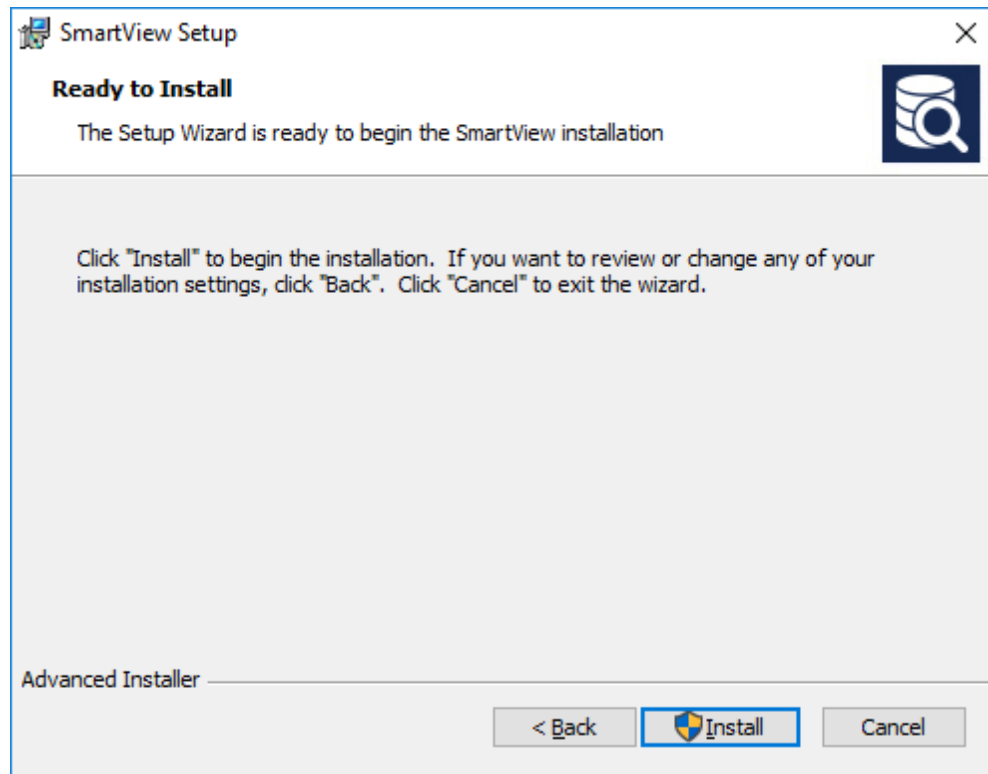 SmartView Setup
Ready to Install
The Setup Wizard is ready to begin the SmartView installation
Click "Install" to begin the installation.  If you want to review or change any of your
installation settings, click "Back".  Click "Cancel" to exit the wizard.
Advanced Installer
< Back
Install
Cancel